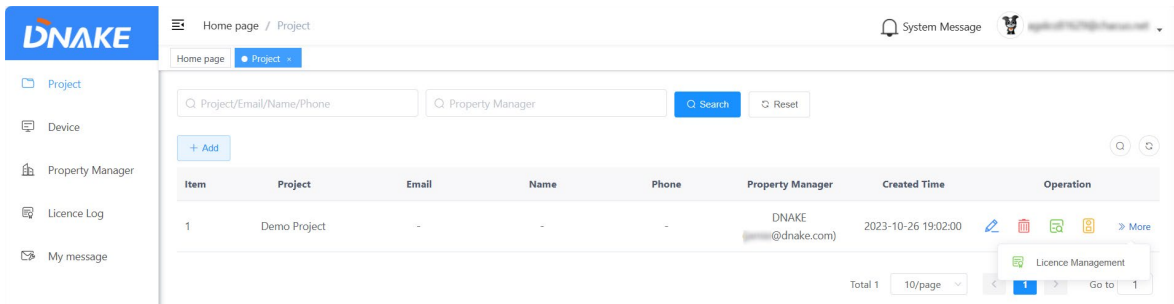 DNAKE
Home page / Project
System Message
Home page
Project ×
Project
Device
Property Manager
Licence Log
My message
Project/Email/Name/Phone
Property Manager
Search
Reset
+ Add
Item Project Email Name Phone Property Manager Created Time Operation
1 Demo Project - - - DNAKE 2023-10-26 19:02:00 » More
@dnake.com)
Licence Management
Total 1 10/page < 1 > Go to 1